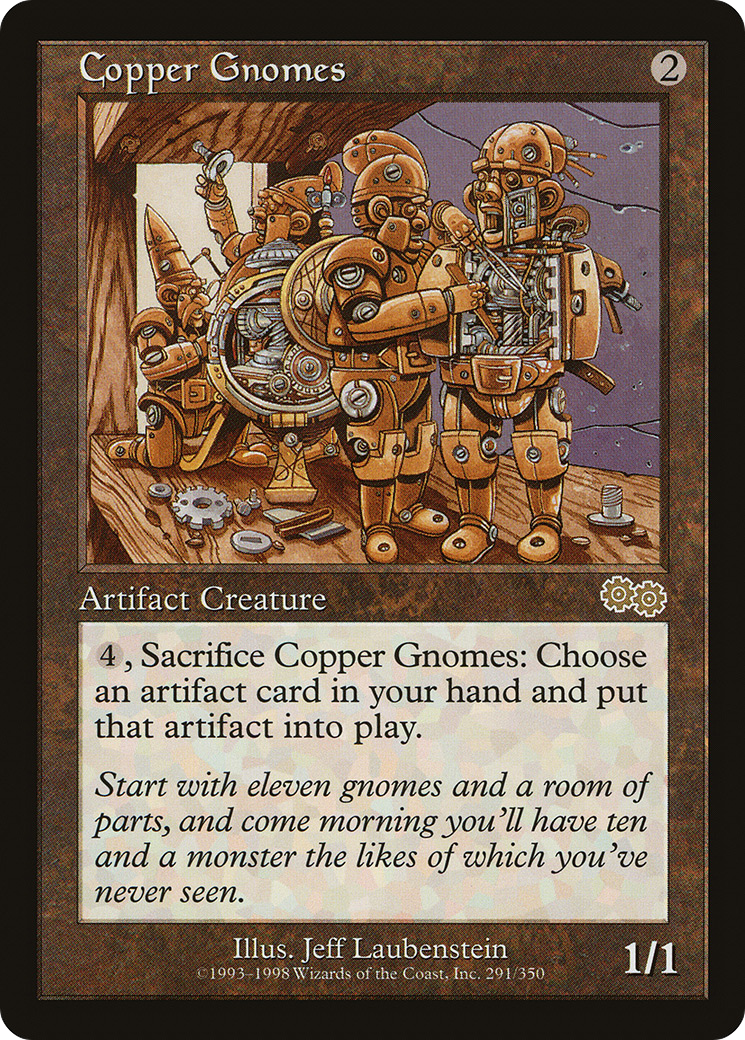 Copper Gnomes
2
Artifact Creature
4, Sacrifice Copper Gnomes: Choose
an artifact card in your hand and put
that artifact into play.
Start with eleven gnomes and a room of
parts, and come morning you'll have ten
and a monster the likes of which you've
never seen.
Illus. Jeff Laubenstein
©1993–1998 Wizards of the Coast, Inc. 291/350
1/1